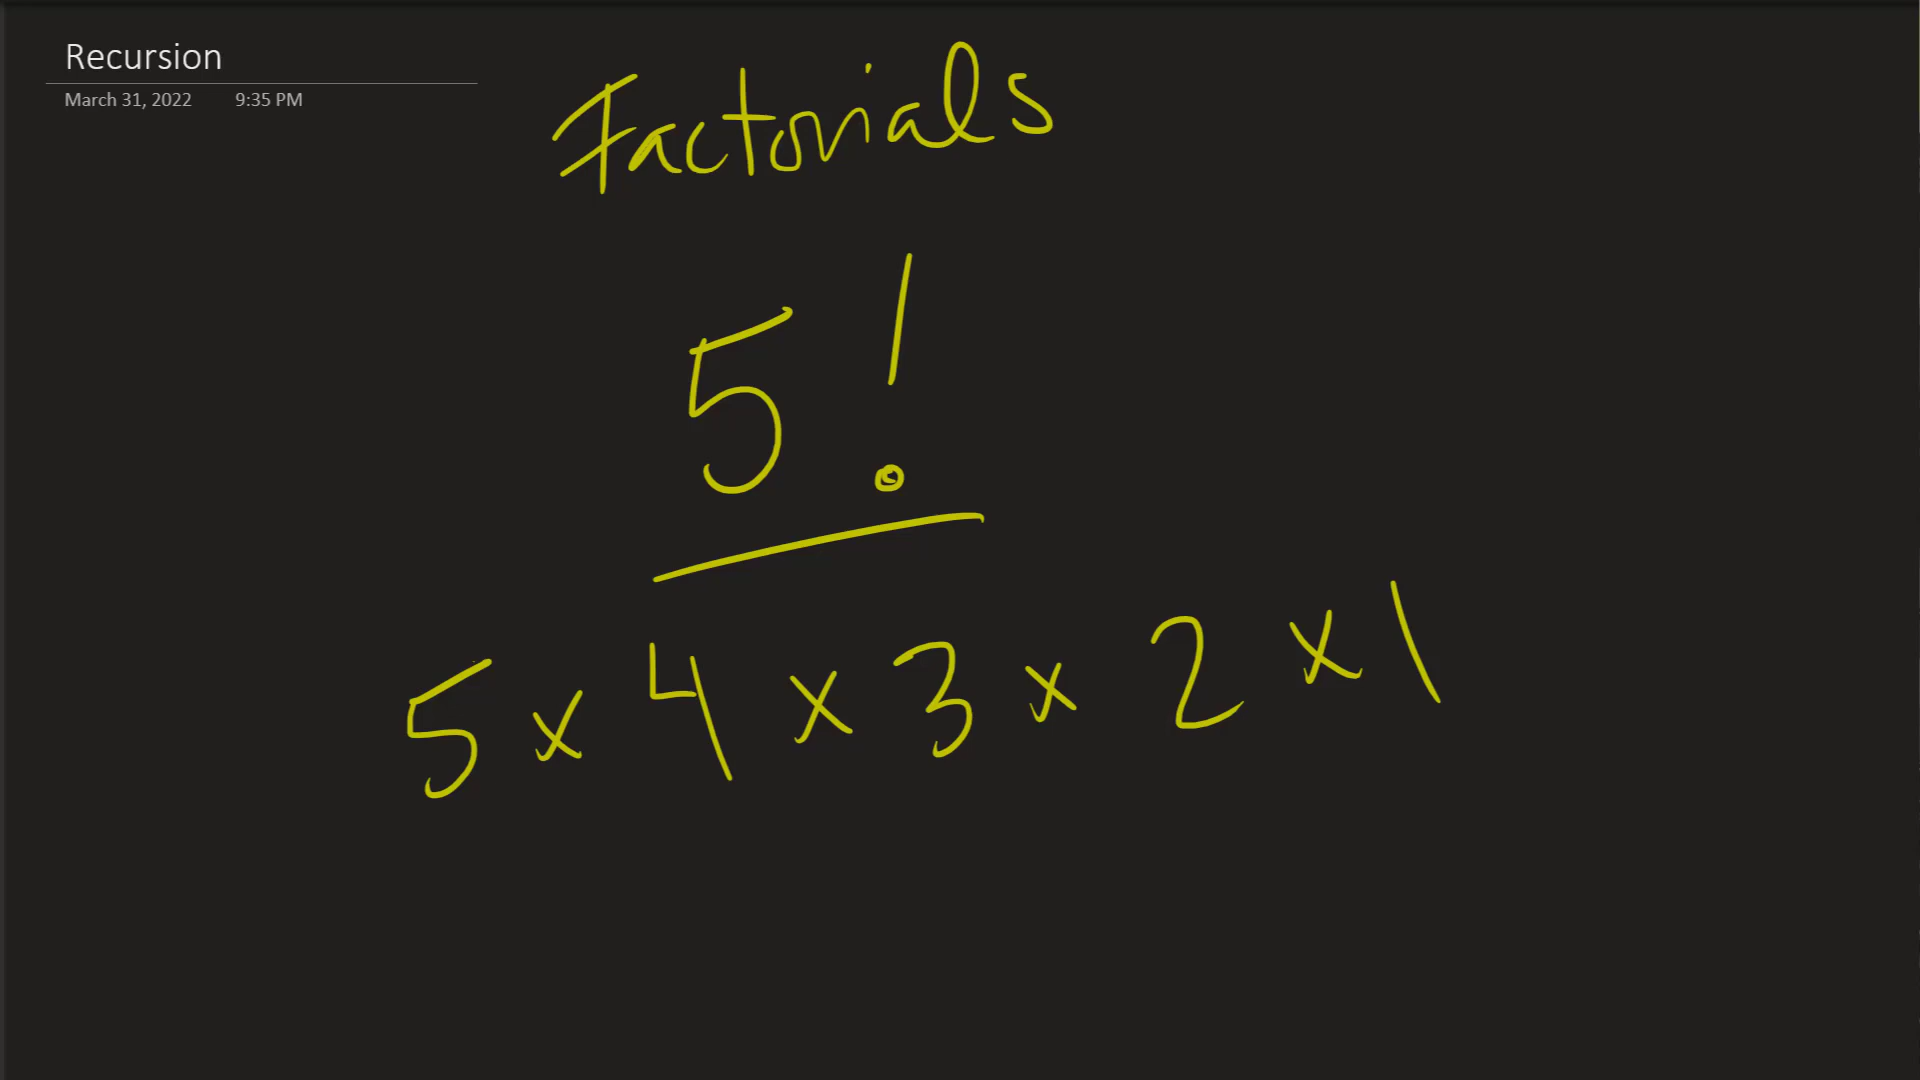 Recursion
March 31, 2022 9:35 PM
Factorials
5!
5 x 4 x 3 x 2 x 1